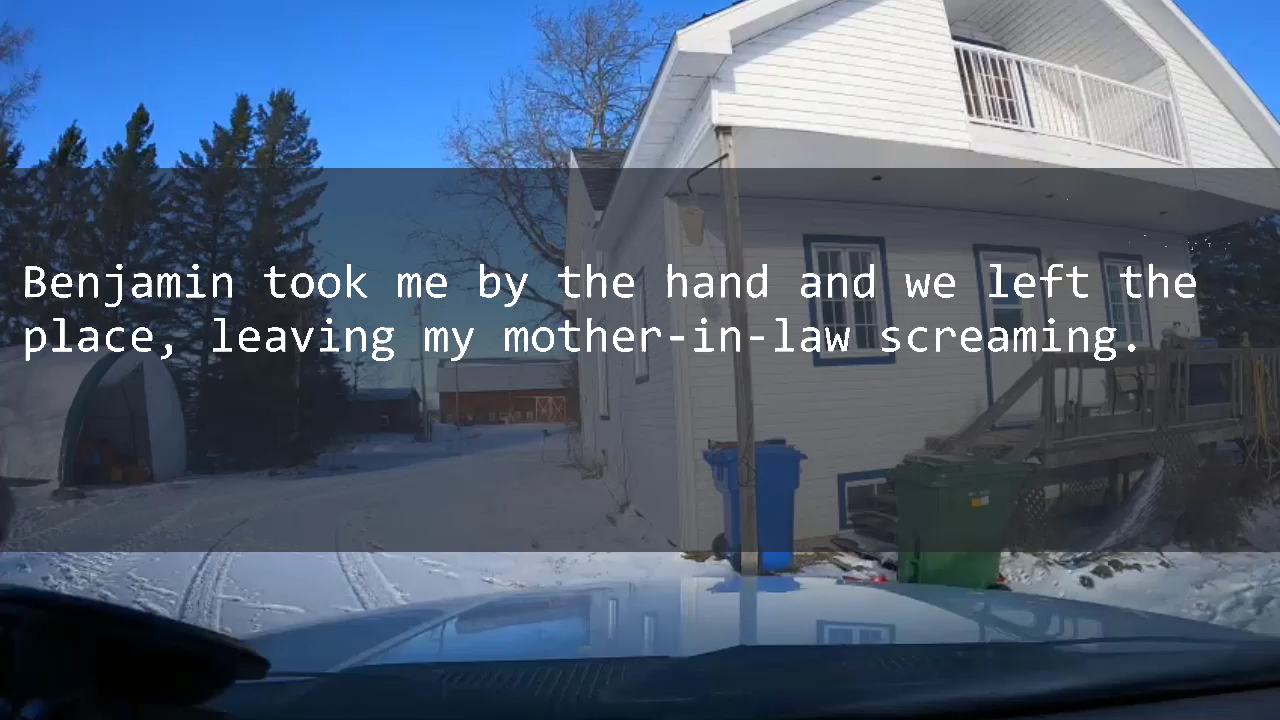 Benjamin took me by the hand and we left the
place, leaving my mother-in-law screaming.